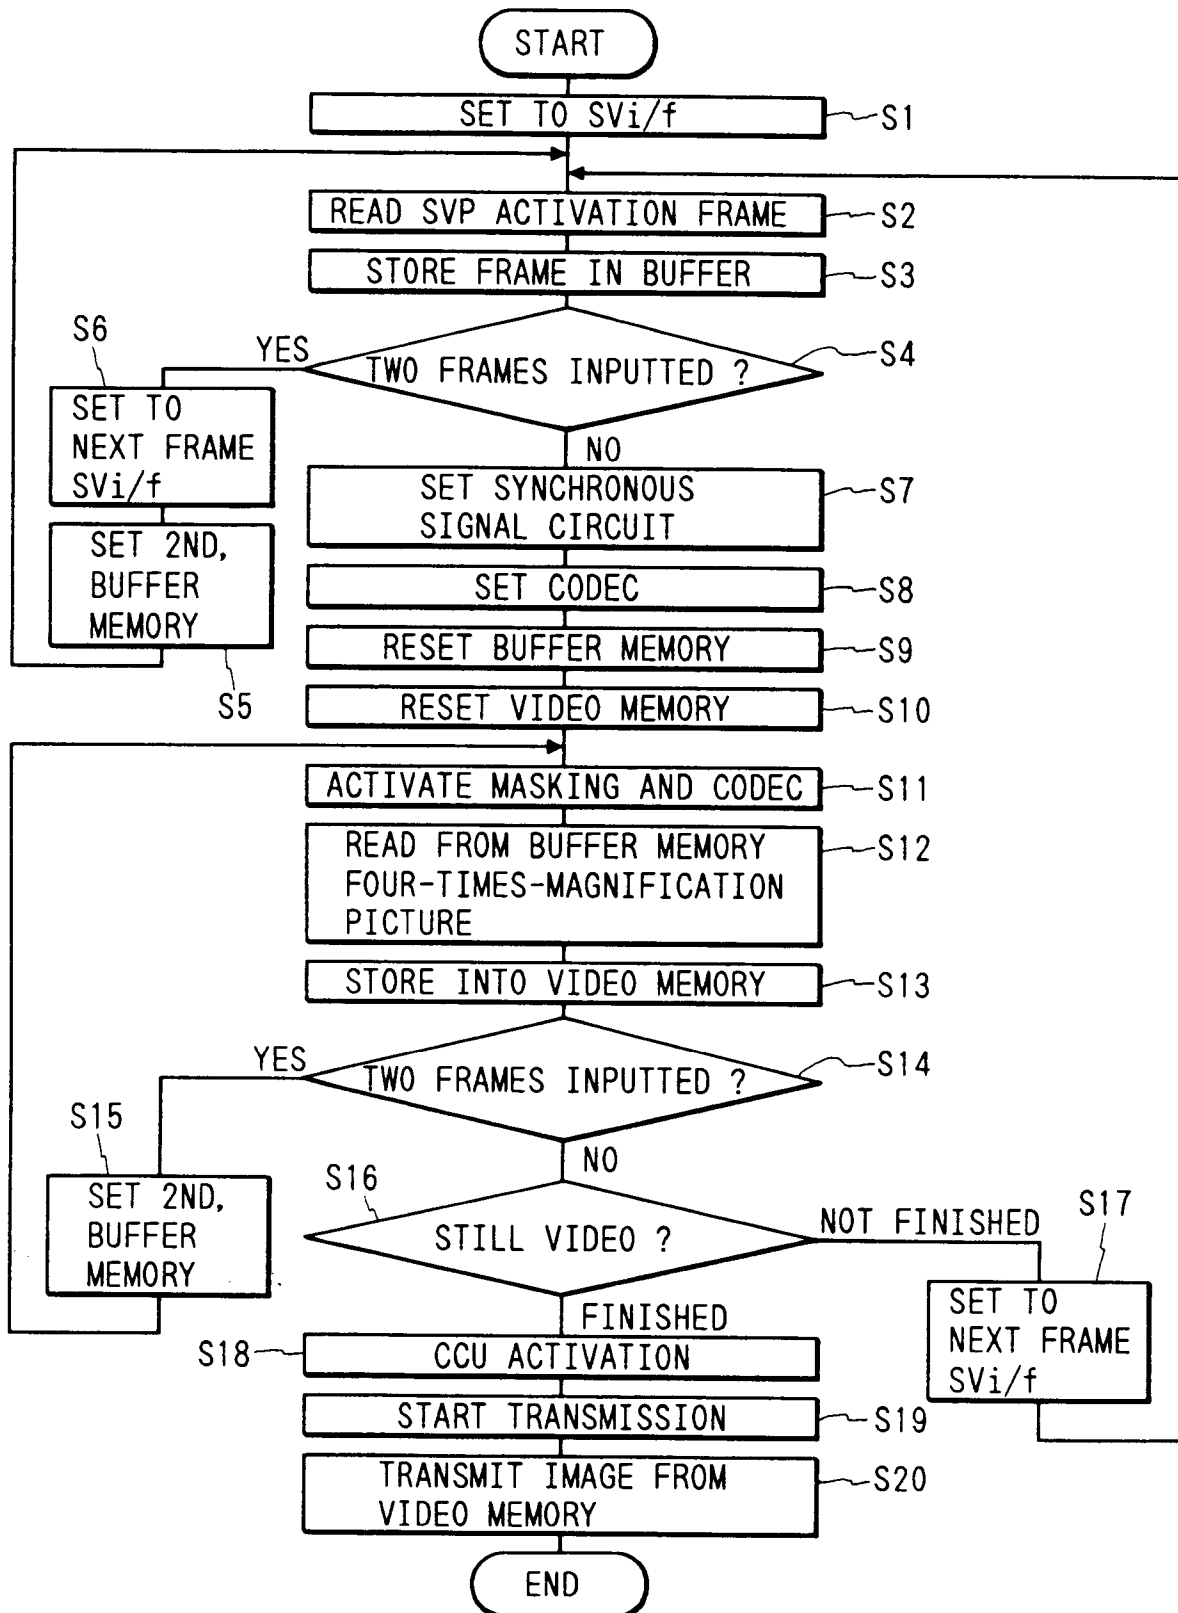 START
SET TO SVi/f
S1
READ SVP ACTIVATION FRAME
S2
STORE FRAME IN BUFFER
S3
TWO FRAMES INPUTTED ?
S4
YES
NO
S6
SET TO
NEXT FRAME
SVi/f
SET 2ND,
BUFFER
MEMORY
S5
SET SYNCHRONOUS
SIGNAL CIRCUIT
S7
SET CODEC
S8
RESET BUFFER MEMORY
S9
RESET VIDEO MEMORY
S10
ACTIVATE MASKING AND CODEC
S11
READ FROM BUFFER MEMORY
FOUR-TIMES-MAGNIFICATION
PICTURE
S12
STORE INTO VIDEO MEMORY
S13
TWO FRAMES INPUTTED ?
S14
YES
NO
S15
SET 2ND,
BUFFER
MEMORY
S16
STILL VIDEO ?
NOT FINISHED
S17
SET TO
NEXT FRAME
SVi/f
FINISHED
S18
CCU ACTIVATION
START TRANSMISSION
S19
TRANSMIT IMAGE FROM
VIDEO MEMORY
S20
END